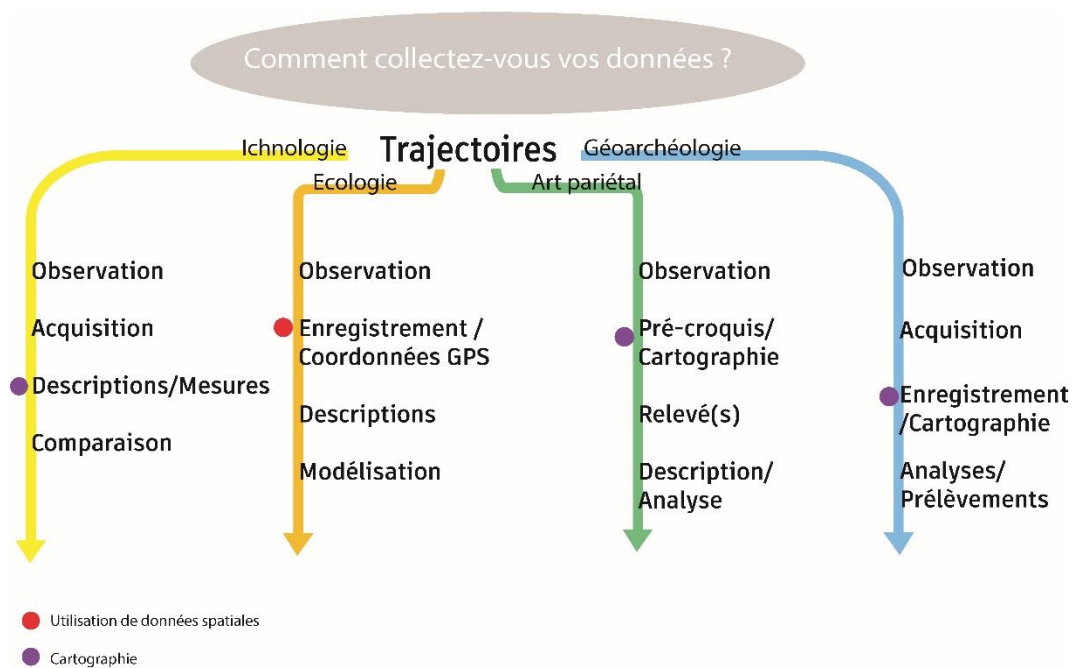 Comment collectez-vous vos données ?
Ichnologie
Trajectoires
Géoarchéologie
Ecologie
Art pariétal
Observation
Acquisition
Descriptions/Mesures
Comparaison
Observation
Enregistrement /
Coordonnées GPS
Descriptions
Modélisation
Observation
Pré-croquis/
Cartographie
Relevé(s)
Description/
Analyse
Observation
Acquisition
Enregistrement
/Cartographie
Analyses/
Prélèvements
Utilisation de données spatiales
Cartographie